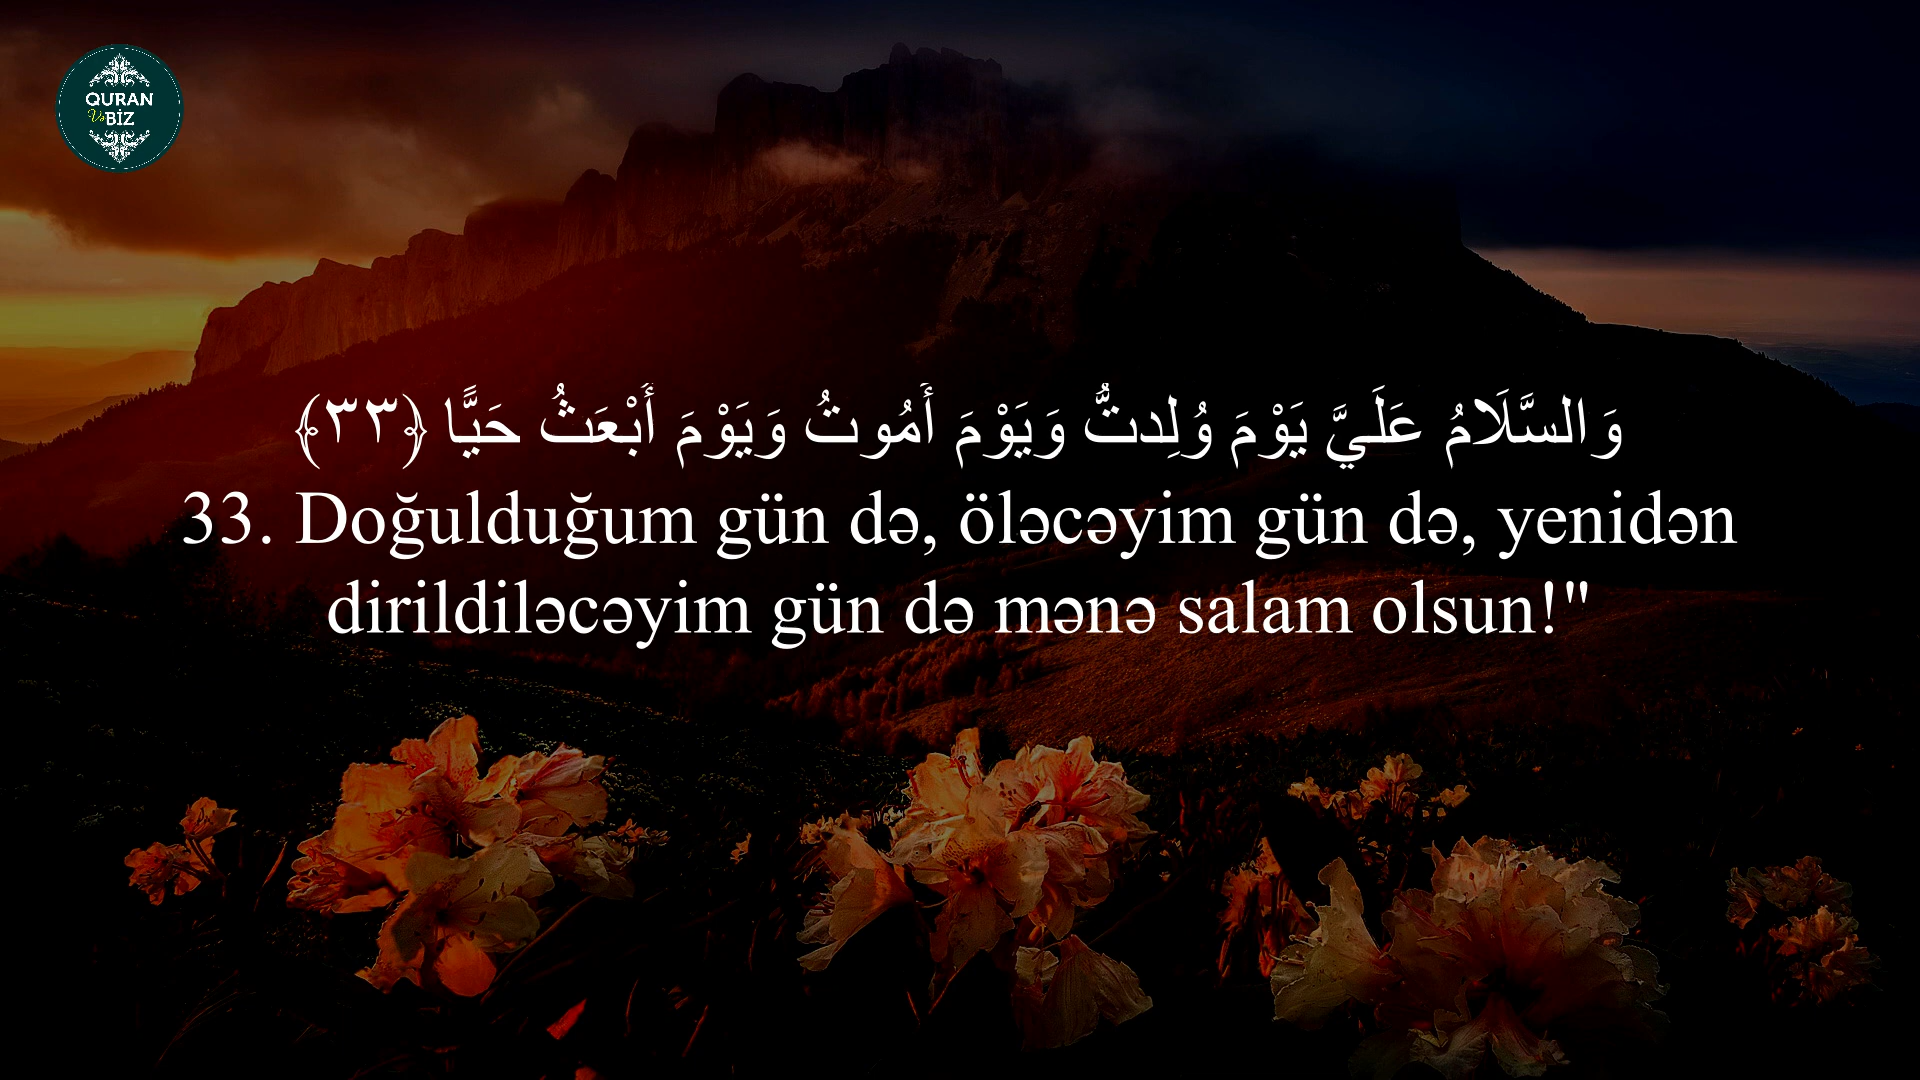 QURAN
Və BİZ
وَالسَّلَامُ عَلَيَّ يَوْمَ وُلِدتُّ وَيَوْمَ أَمُوتُ وَيَوْمَ أَبْعَثُ حَيًّا ﴿٣٣﴾
33. Doğulduğum gün də, öləcəyim gün də, yenidən
dirildiləcəyim gün də mənə salam olsun!"